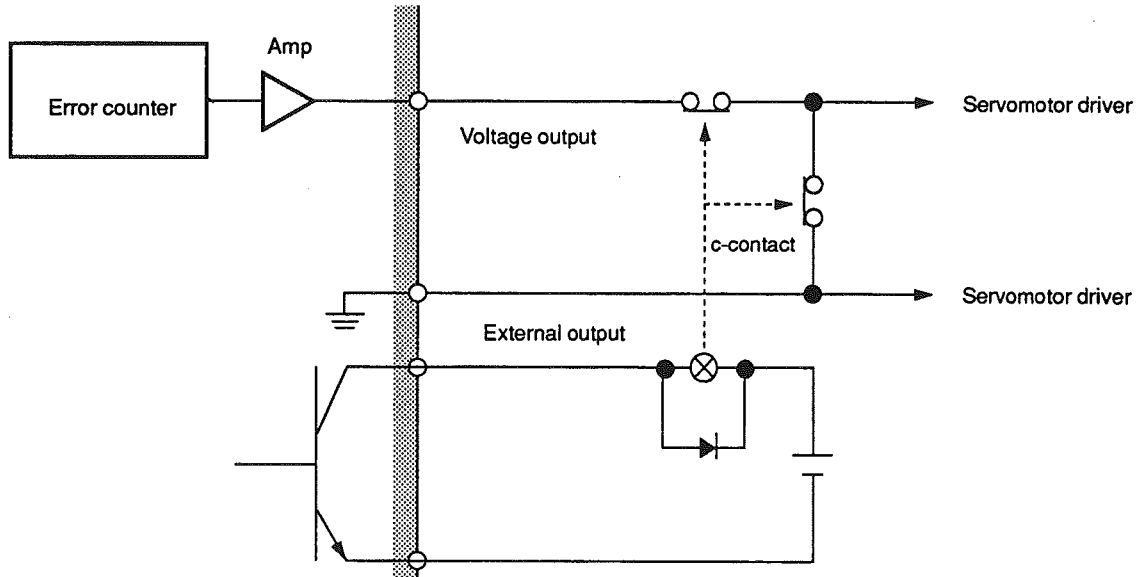 Amp
Error counter
Servomotor driver
Voltage output
c-contact
Servomotor driver
External output